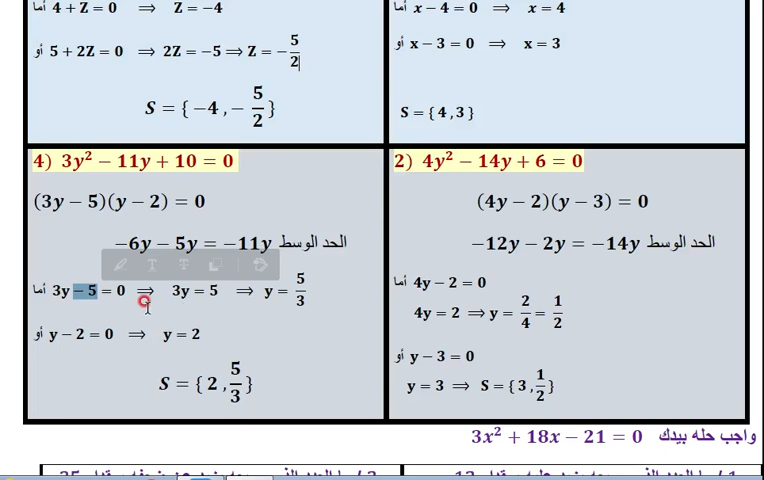 أما x − 4 = 0 ⟹ x = 4
أو x − 3 = 0 ⟹ x = 3
S = { 4 , 3 }
أما 4 + Z = 0 ⟹ Z = −4
أو 5 + 2Z = 0 ⟹ 2Z = −5 ⟹ Z = −5/2
S = { −4 , −5/2 }
2) 4y² − 14y + 6 = 0
(4y − 2)(y − 3) = 0
−12y − 2y = −14y الحد الوسط
أما 4y − 2 = 0
4y = 2 ⟹ y = 2/4 = 1/2
أو y − 3 = 0
y = 3 ⟹ S = { 3 , 1/2 }
4) 3y² − 11y + 10 = 0
(3y − 5)(y − 2) = 0
−6y − 5y = −11y الحد الوسط
أما 3y − 5 = 0 ⟹ 3y = 5 ⟹ y = 5/3
أو y − 2 = 0 ⟹ y = 2
S = { 2 , 5/3 }
واجب حله بيدك 3x² + 18x − 21 = 0